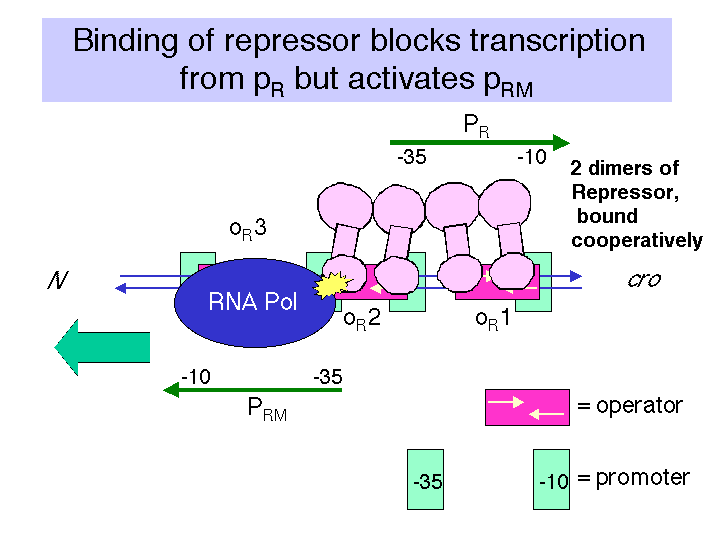 Binding of repressor blocks transcription
from pR but activates pRM
PR
-35
-10
2 dimers of
Repressor,
bound
cooperatively
oR3
N
cro
RNA Pol
oR2
oR1
-10
-35
PRM
= operator
-35
-10
= promoter